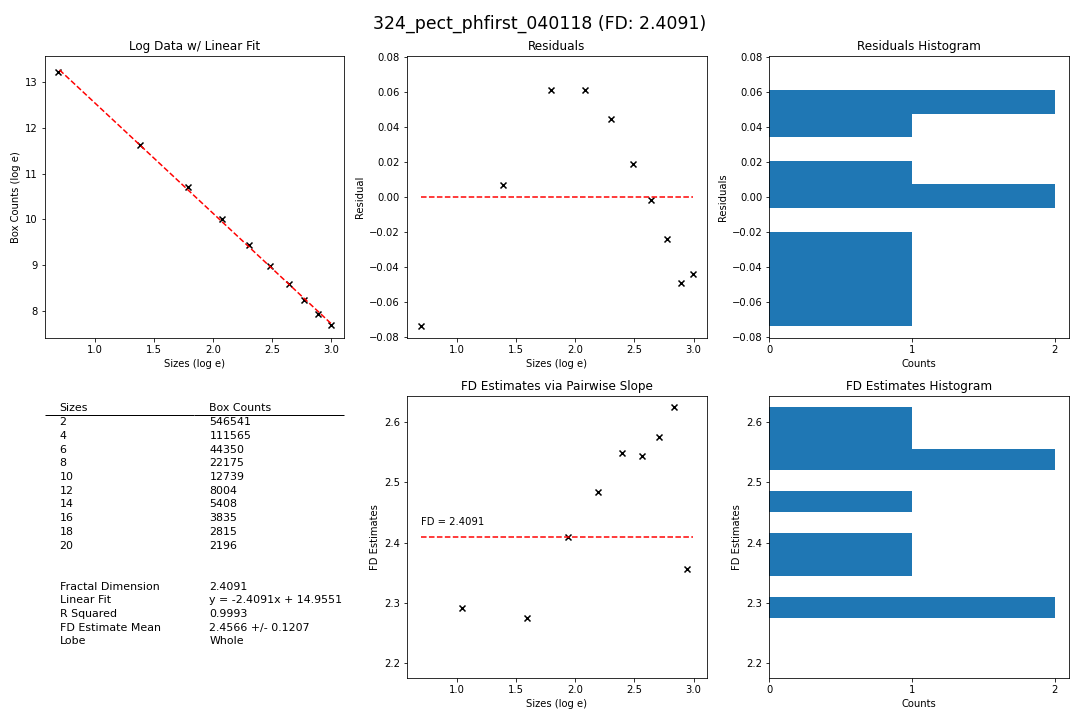 324_pect_phfirst_040118 (FD: 2.4091)
Log Data w/ Linear Fit
Box Counts (log e)
13
12
11
10
9
8
1.0 1.5 2.0 2.5 3.0
Sizes (log e)
Residuals
Residual
0.08
0.06
0.04
0.02
0.00
−0.02
−0.04
−0.06
−0.08
1.0 1.5 2.0 2.5 3.0
Sizes (log e)
Residuals Histogram
Residuals
0.08
0.06
0.04
0.02
0.00
−0.02
−0.04
−0.06
−0.08
0 1 2
Counts
Sizes Box Counts
2 546541
4 111565
6 44350
8 22175
10 12739
12 8004
14 5408
16 3835
18 2815
20 2196
Fractal Dimension 2.4091
Linear Fit y = -2.4091x + 14.9551
R Squared 0.9993
FD Estimate Mean 2.4566 +/- 0.1207
Lobe Whole
FD Estimates via Pairwise Slope
FD Estimates
2.6
2.5
2.4
2.3
2.2
FD = 2.4091
1.0 1.5 2.0 2.5 3.0
Sizes (log e)
FD Estimates Histogram
FD Estimates
2.6
2.5
2.4
2.3
2.2
0 1 2
Counts